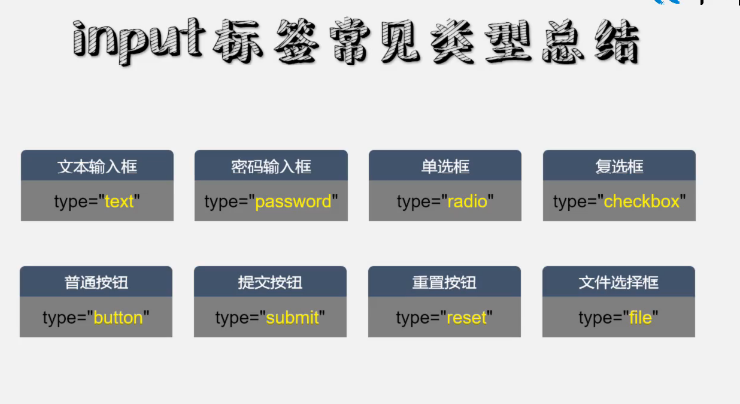 input标签常见类型总结
文本输入框
type="text"
密码输入框
type="password"
单选框
type="radio"
复选框
type="checkbox"
普通按钮
type="button"
提交按钮
type="submit"
重置按钮
type="reset"
文件选择框
type="file"